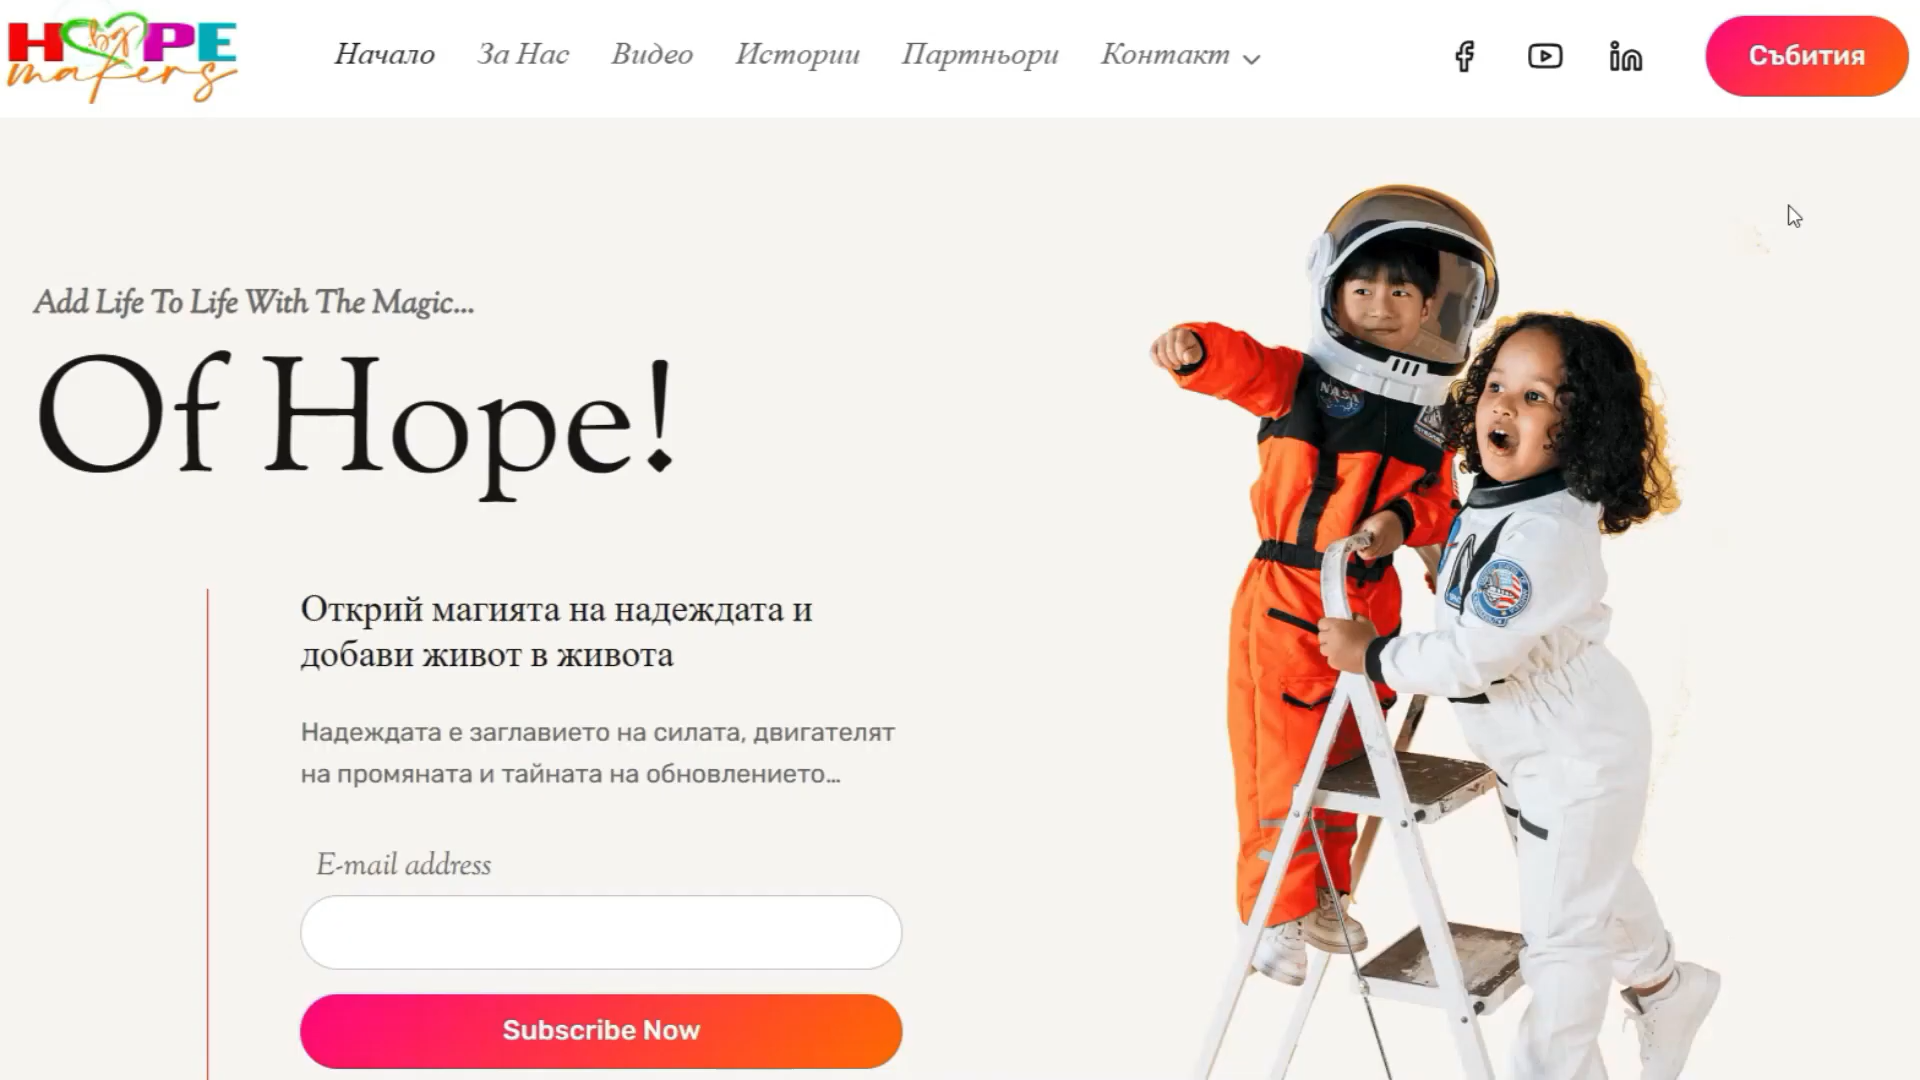 HOPE
bg
makers
Начало За Нас Видео Истории Партньори Контакт
Събития
Add Life To Life With The Magic...
Of Hope!
Открий магията на надеждата и
добави живот в живота
Надеждата е заглавието на силата, двигателят
на промяната и тайната на обновлението...
E-mail address
Subscribe Now
NASA